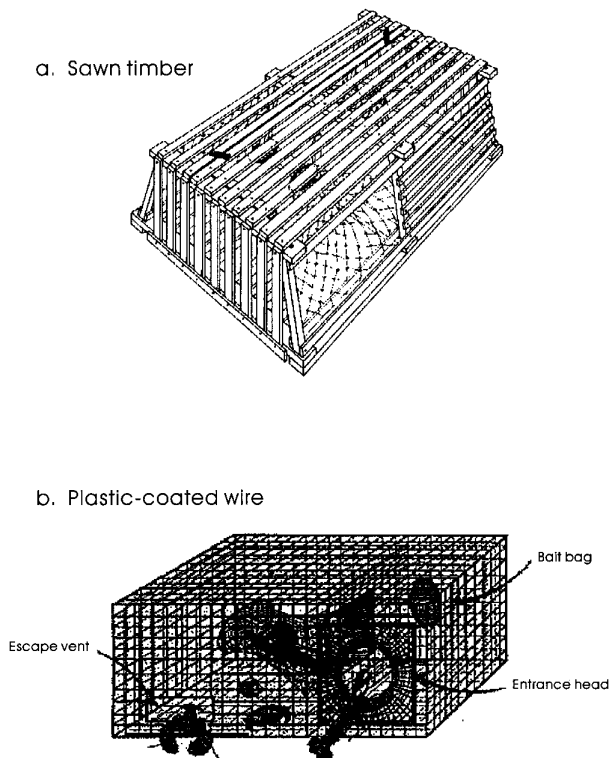 a. Sawn timber
b. Plastic-coated wire
Bait bag
Escape vent
Entrance head